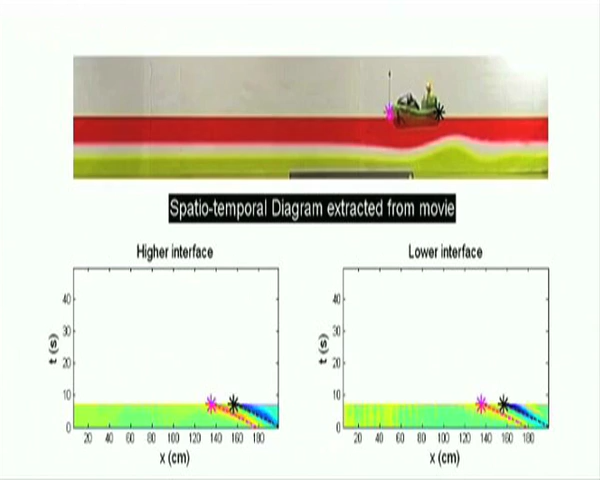 Spatio-temporal Diagram extracted from movie
Higher interface
Lower interface
t (s)
40
30
20
10
0
20 40 60 80 100 120 140 160 180
x (cm)
t (s)
40
30
20
10
0
20 40 60 80 100 120 140 160 180
x (cm)